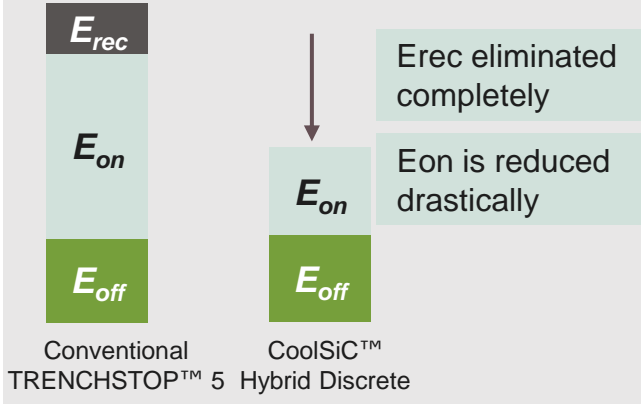 Erec
Eon
Eoff
Eon
Eoff
Erec eliminated
completely
Eon is reduced
drastically
Conventional
TRENCHSTOP™ 5
CoolSiC™
Hybrid Discrete